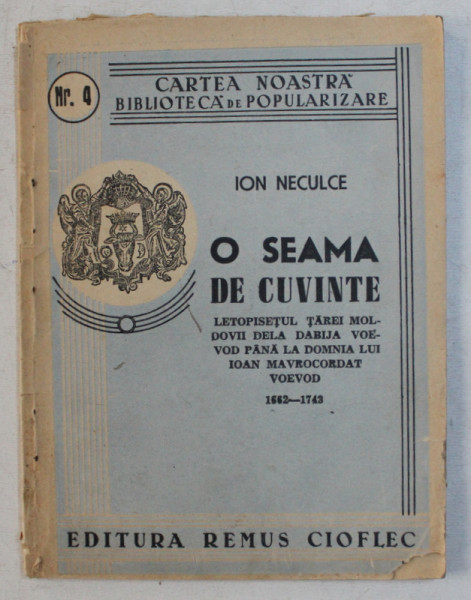 Nr. 4
CARTEA NOASTRĂ
BIBLIOTECĂ DE POPULARIZARE
ION NECULCE
O SEAMA
DE CUVINTE
LETOPISEȚUL ȚĂREI MOL-
DOVII DELA DABIJA VOE-
VOD PÂNĂ LA DOMNIA LUI
IOAN MAVROCORDAT
VOEVOD
1662—1743
EDITURA REMUS CIOFLEC